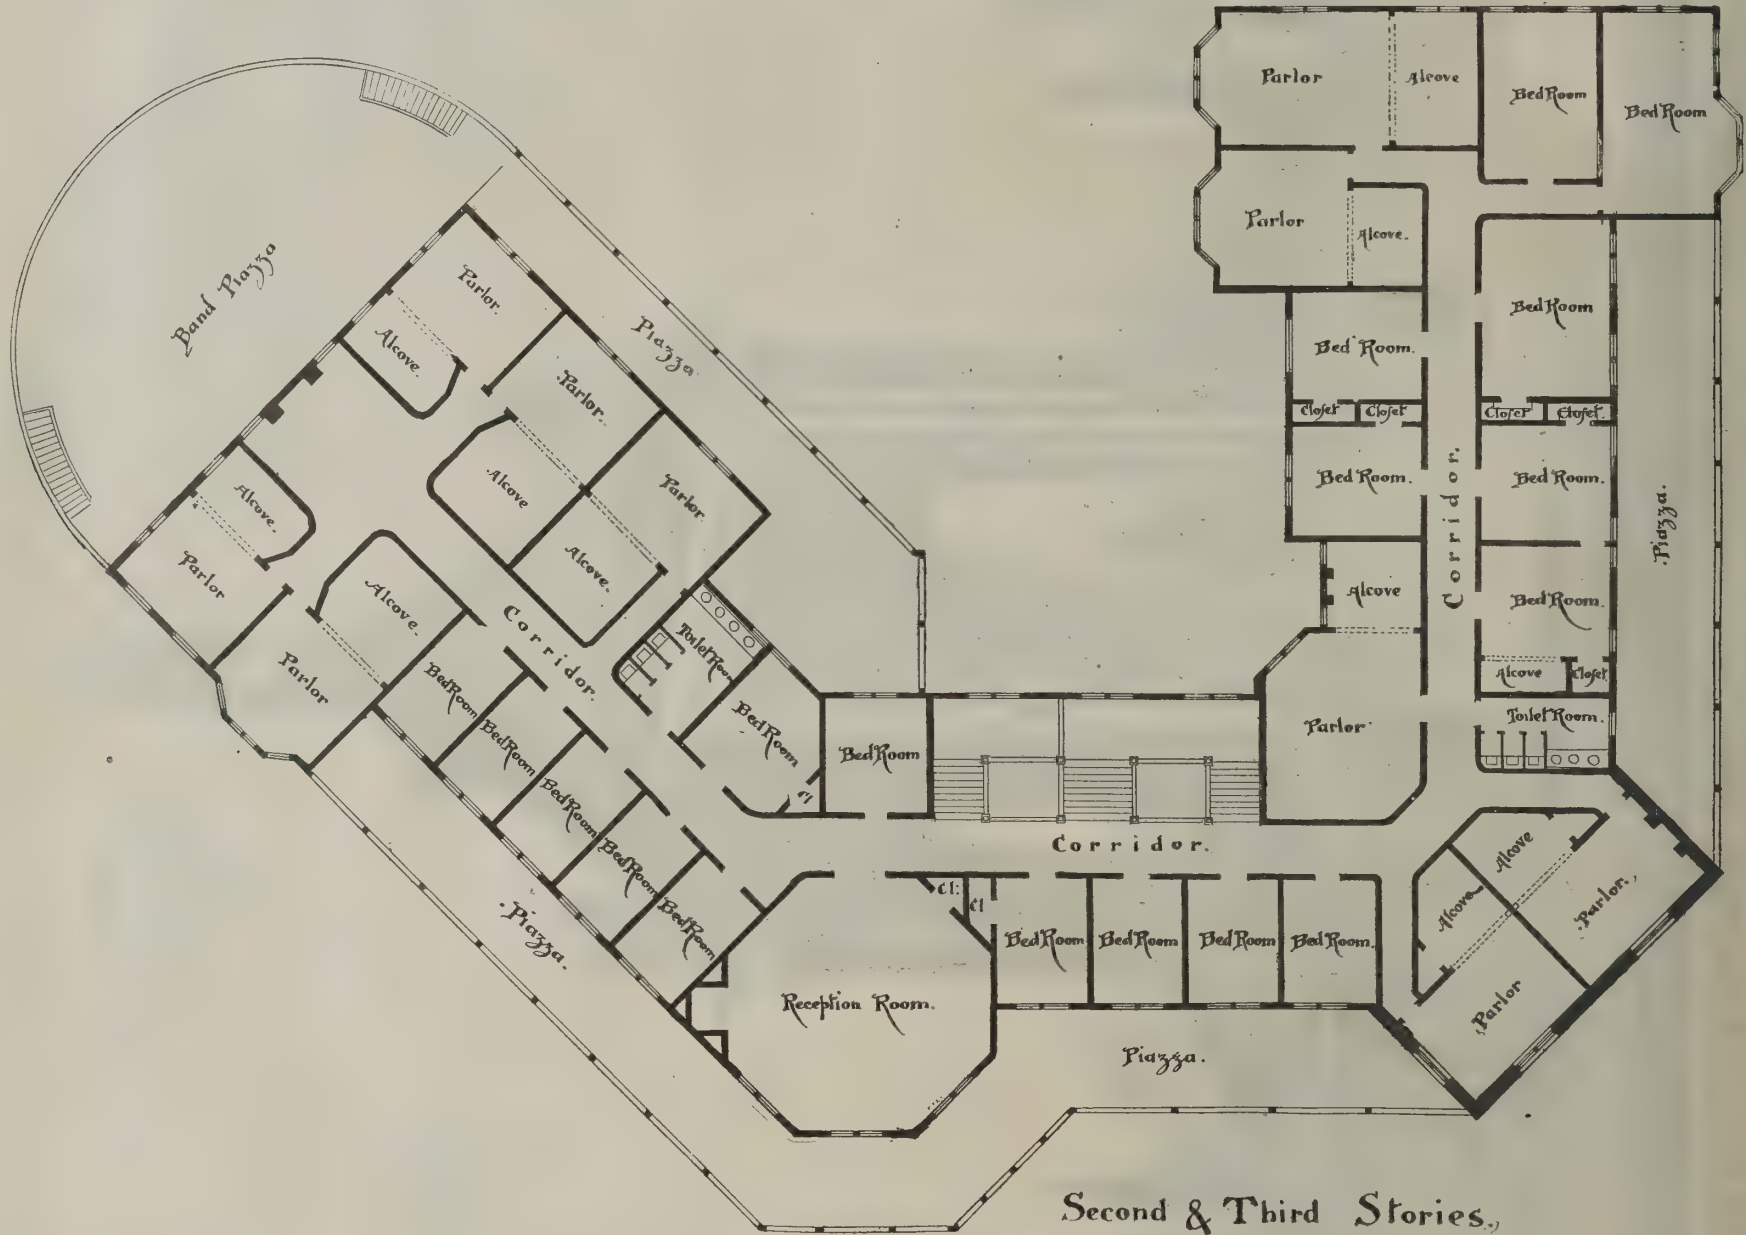 Parlor
Alcove
Bed Room
Bed Room
Parlor
Alcove.
Bed Room
Bed Room.
Closet
Closet
Closet
Closet.
Bed Room.
Bed Room.
Corridor.
Piazza.
Alcove
Bed Room.
Alcove
Closet
Parlor
Toilet Room.
Band Piazza
Piazza
Parlor.
Alcove.
Parlor.
Alcove
Parlor
Alcove.
Alcove.
Parlor
Alcove.
Parlor
Corridor.
Toilet Room
Bed Room
Cl
Bed Room
Bed Room
Bed Room
Bed Room
Bed Room
Bed Room
Corridor.
Cl.
Cl
Reception Room.
Bed Room
Bed Room
Bed Room
Bed Room.
Alcove
Alcove
Parlor.
Parlor
Piazza.
Piazza.
Second & Third Stories.